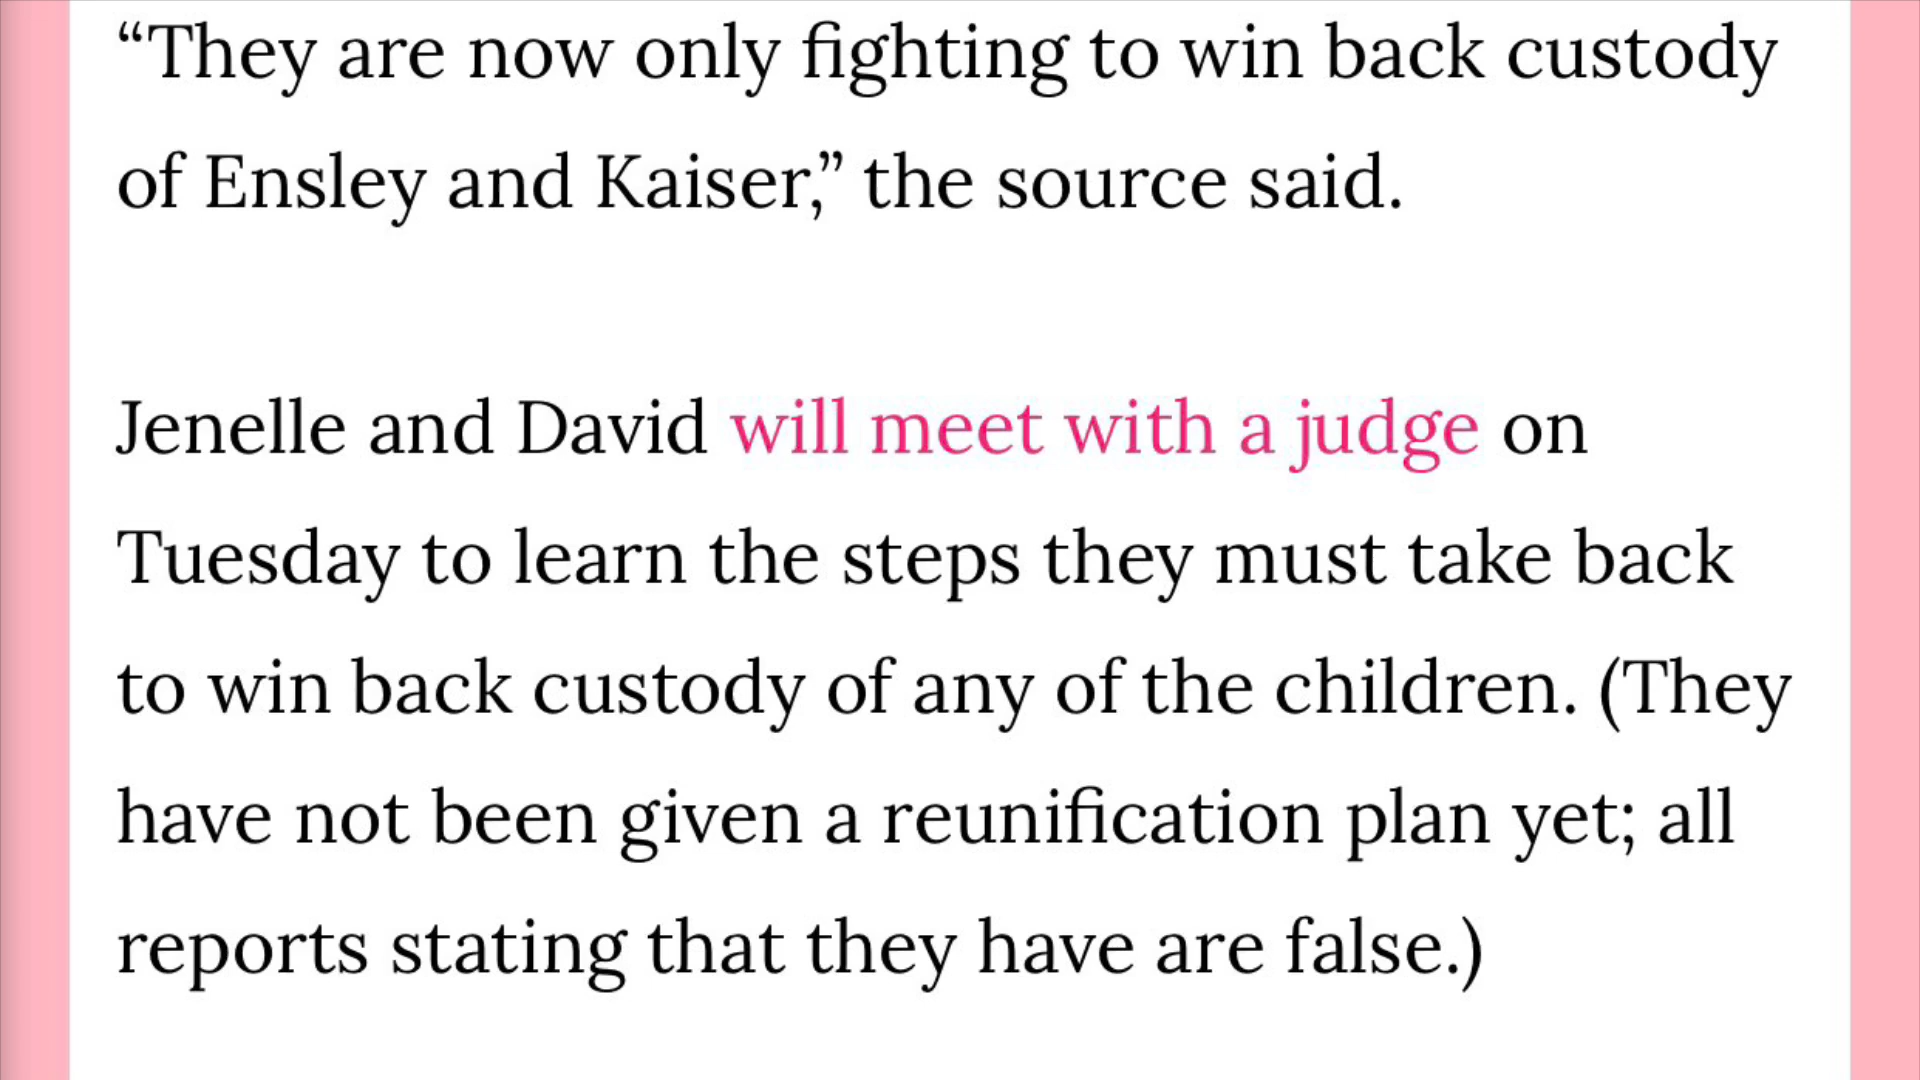 “They are now only fighting to win back custody
of Ensley and Kaiser,” the source said.
Jenelle and David will meet with a judge on
Tuesday to learn the steps they must take back
to win back custody of any of the children. (They
have not been given a reunification plan yet; all
reports stating that they have are false.)